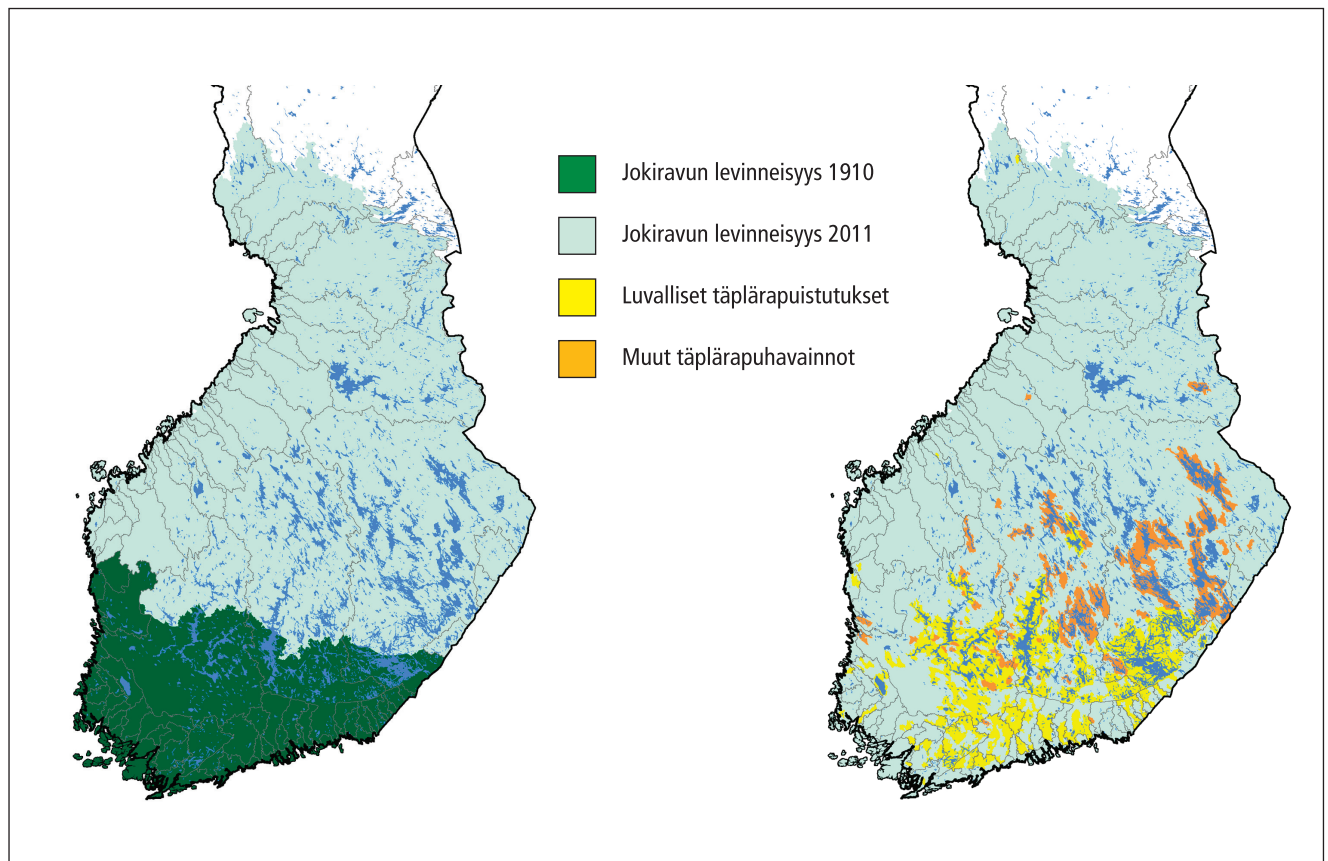 Jokiravun levinneisyys 1910
Jokiravun levinneisyys 2011
Luvalliset täplärapuistutukset
Muut täplärapuhavainnot